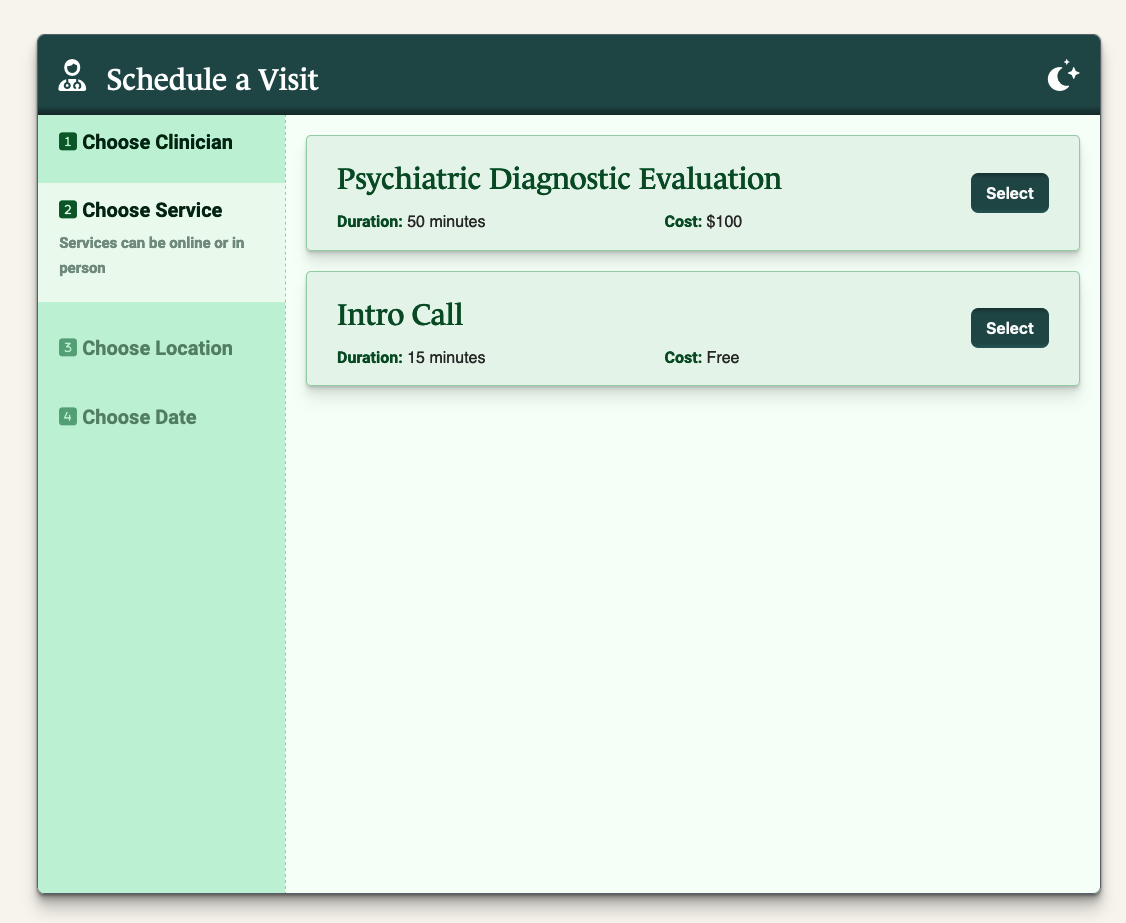 Schedule a Visit
1 Choose Clinician
2 Choose Service
Services can be online or in
person
3 Choose Location
4 Choose Date
Psychiatric Diagnostic Evaluation
Duration: 50 minutes Cost: $100
Select
Intro Call
Duration: 15 minutes Cost: Free
Select